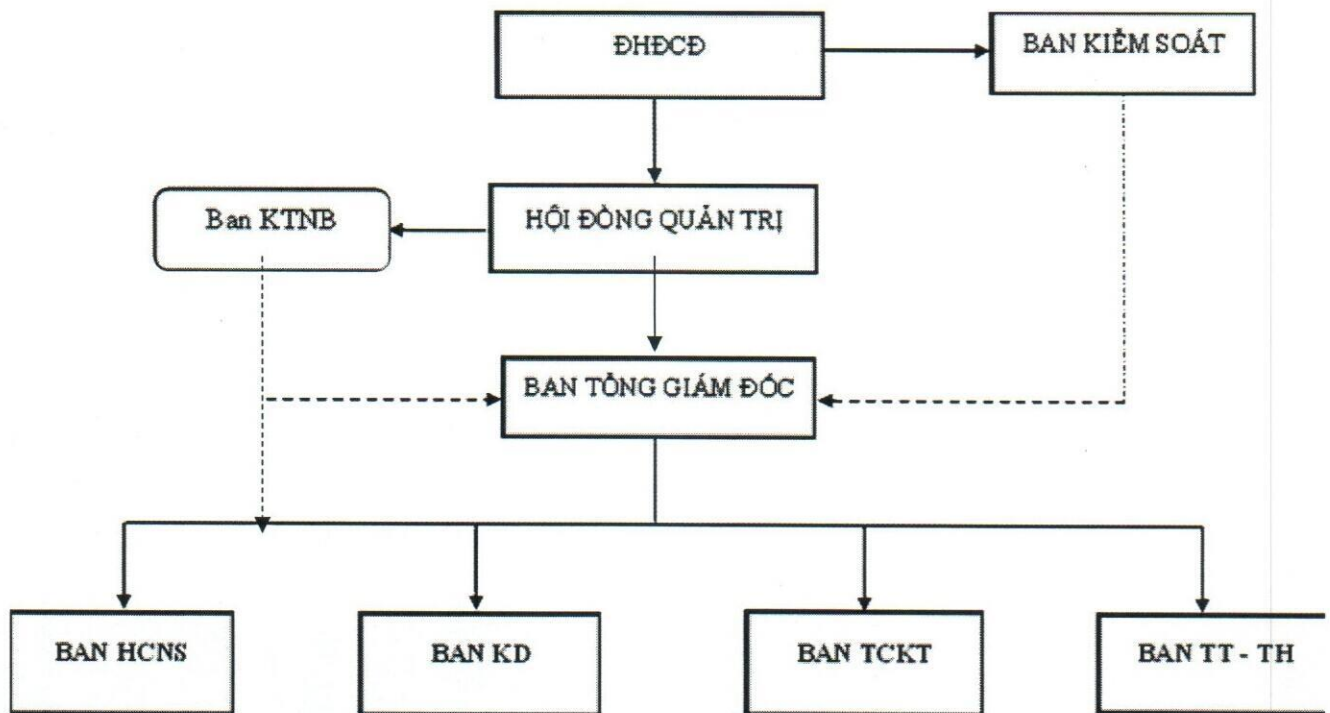 ĐHĐCĐ
BAN KIỂM SOÁT
Ban KTNB
HỘI ĐỒNG QUẢN TRỊ
BAN TỔNG GIÁM ĐỐC
BAN HCNS
BAN KD
BAN TCKT
BAN TT - TH